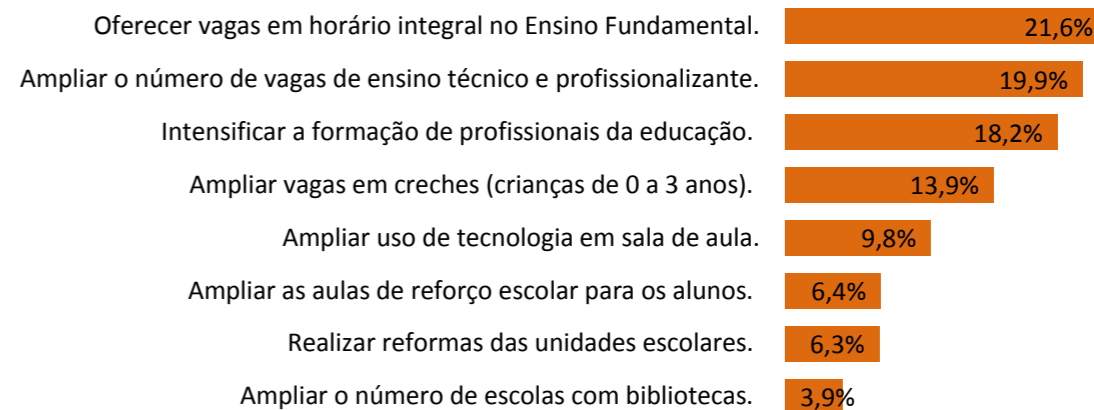 Oferecer vagas em horário integral no Ensino Fundamental. 21,6%
Ampliar o número de vagas de ensino técnico e profissionalizante. 19,9%
Intensificar a formação de profissionais da educação. 18,2%
Ampliar vagas em creches (crianças de 0 a 3 anos). 13,9%
Ampliar uso de tecnologia em sala de aula. 9,8%
Ampliar as aulas de reforço escolar para os alunos. 6,4%
Realizar reformas das unidades escolares. 6,3%
Ampliar o número de escolas com bibliotecas. 3,9%